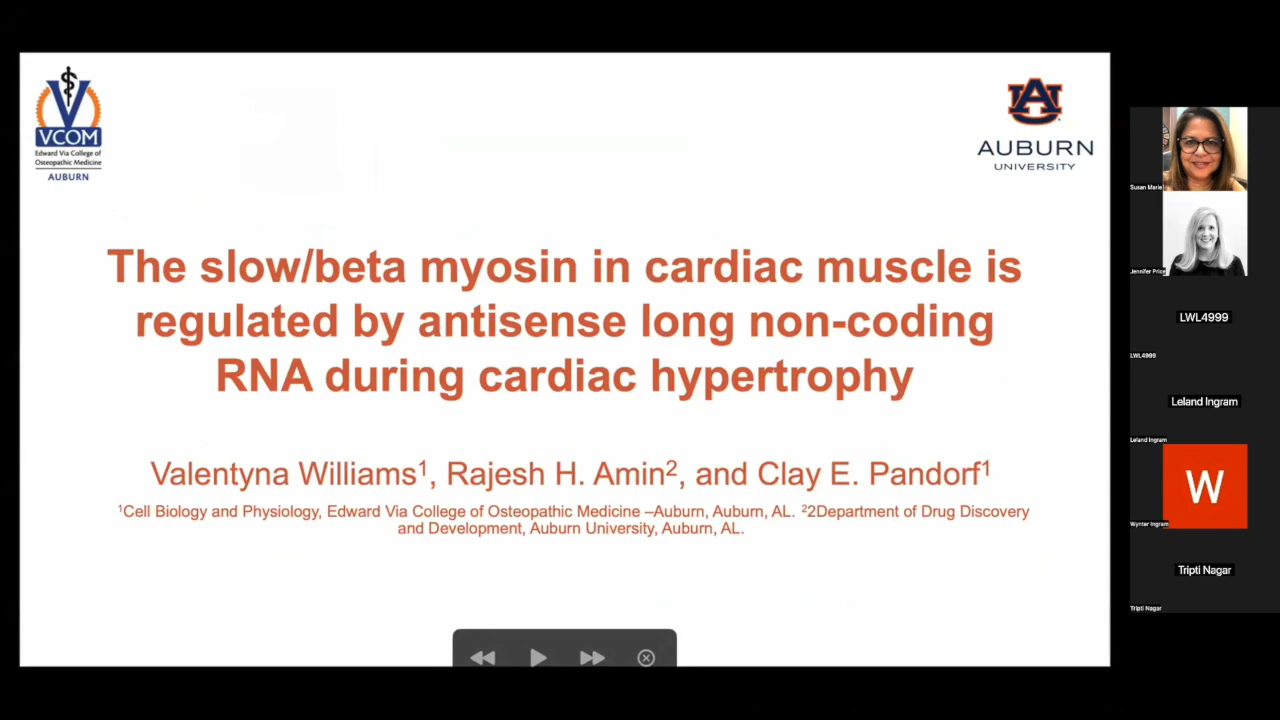 VCOM
Edward Via College of
Osteopathic Medicine
AUBURN
AU
AUBURN
UNIVERSITY
The slow/beta myosin in cardiac muscle is
regulated by antisense long non-coding
RNA during cardiac hypertrophy
Valentyna Williams¹, Rajesh H. Amin², and Clay E. Pandorf¹
¹Cell Biology and Physiology, Edward Via College of Osteopathic Medicine –Auburn, Auburn, AL. ²2Department of Drug Discovery
and Development, Auburn University, Auburn, AL.
Susan Marie
Jennifer Price
LWL4999
LWL4999
Leland Ingram
Leland Ingram
W
Wynter Ingram
Tripti Nagar
Tripti Nagar